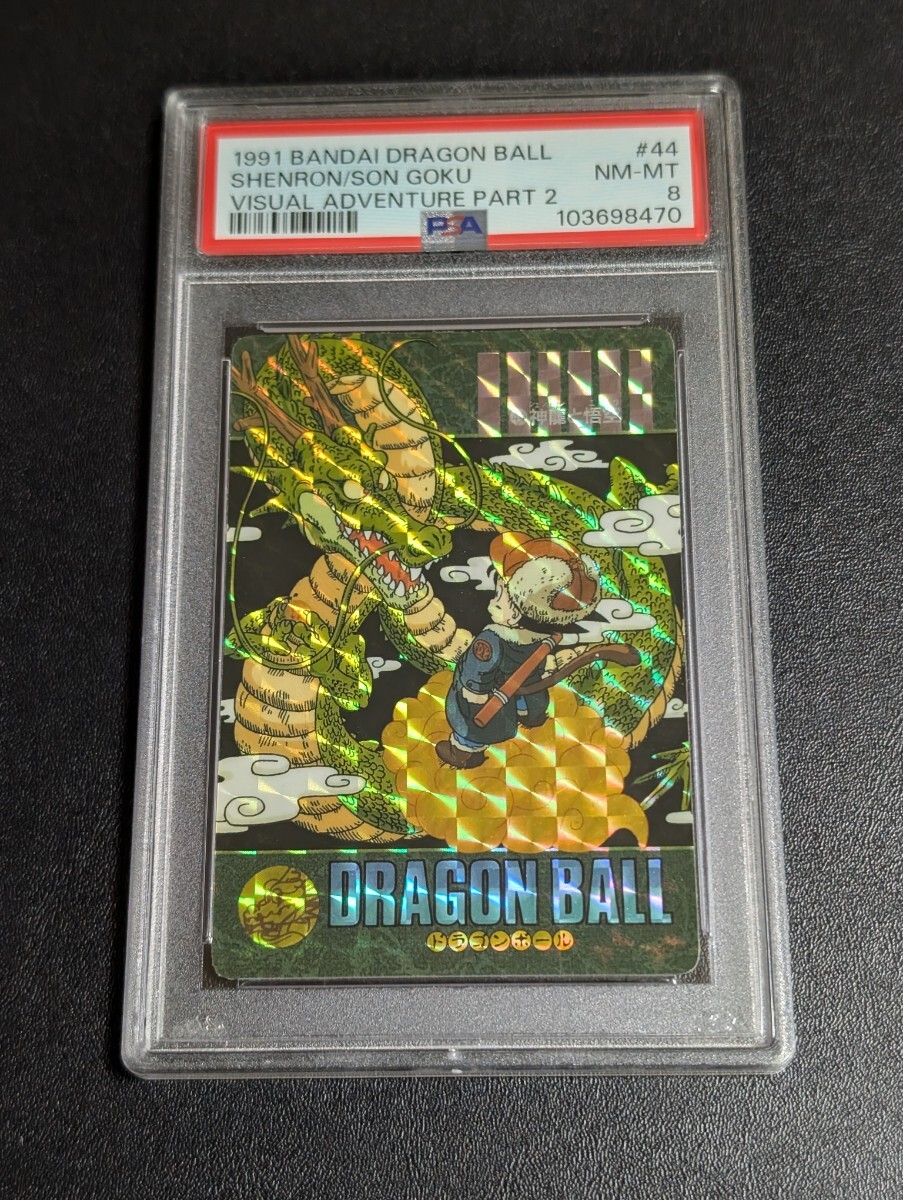 1991 BANDAI DRAGON BALL #44
SHENRON/SON GOKU NM-MT
VISUAL ADVENTURE PART 2 8
PSA 103698470
神龍と悟空
DRAGON BALL
ドラゴンボール